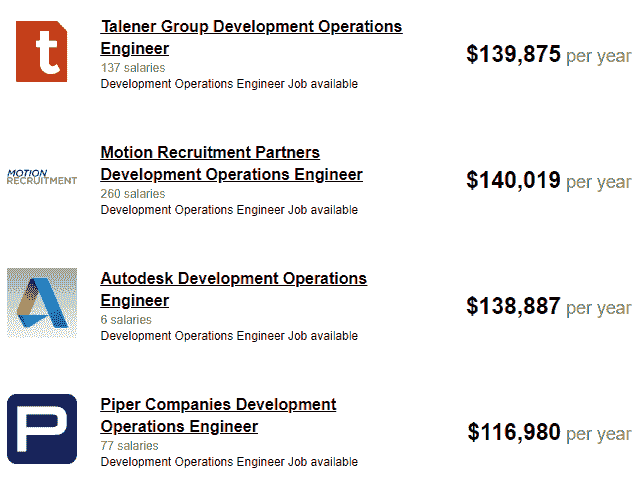 t
Talener Group Development Operations
Engineer
137 salaries
Development Operations Engineer Job available
$139,875 per year
MOTION
RECRUITMENT
Motion Recruitment Partners
Development Operations Engineer
260 salaries
Development Operations Engineer Job available
$140,019 per year
Autodesk Development Operations
Engineer
6 salaries
Development Operations Engineer Job available
$138,887 per year
P
Piper Companies Development
Operations Engineer
77 salaries
Development Operations Engineer Job available
$116,980 per year